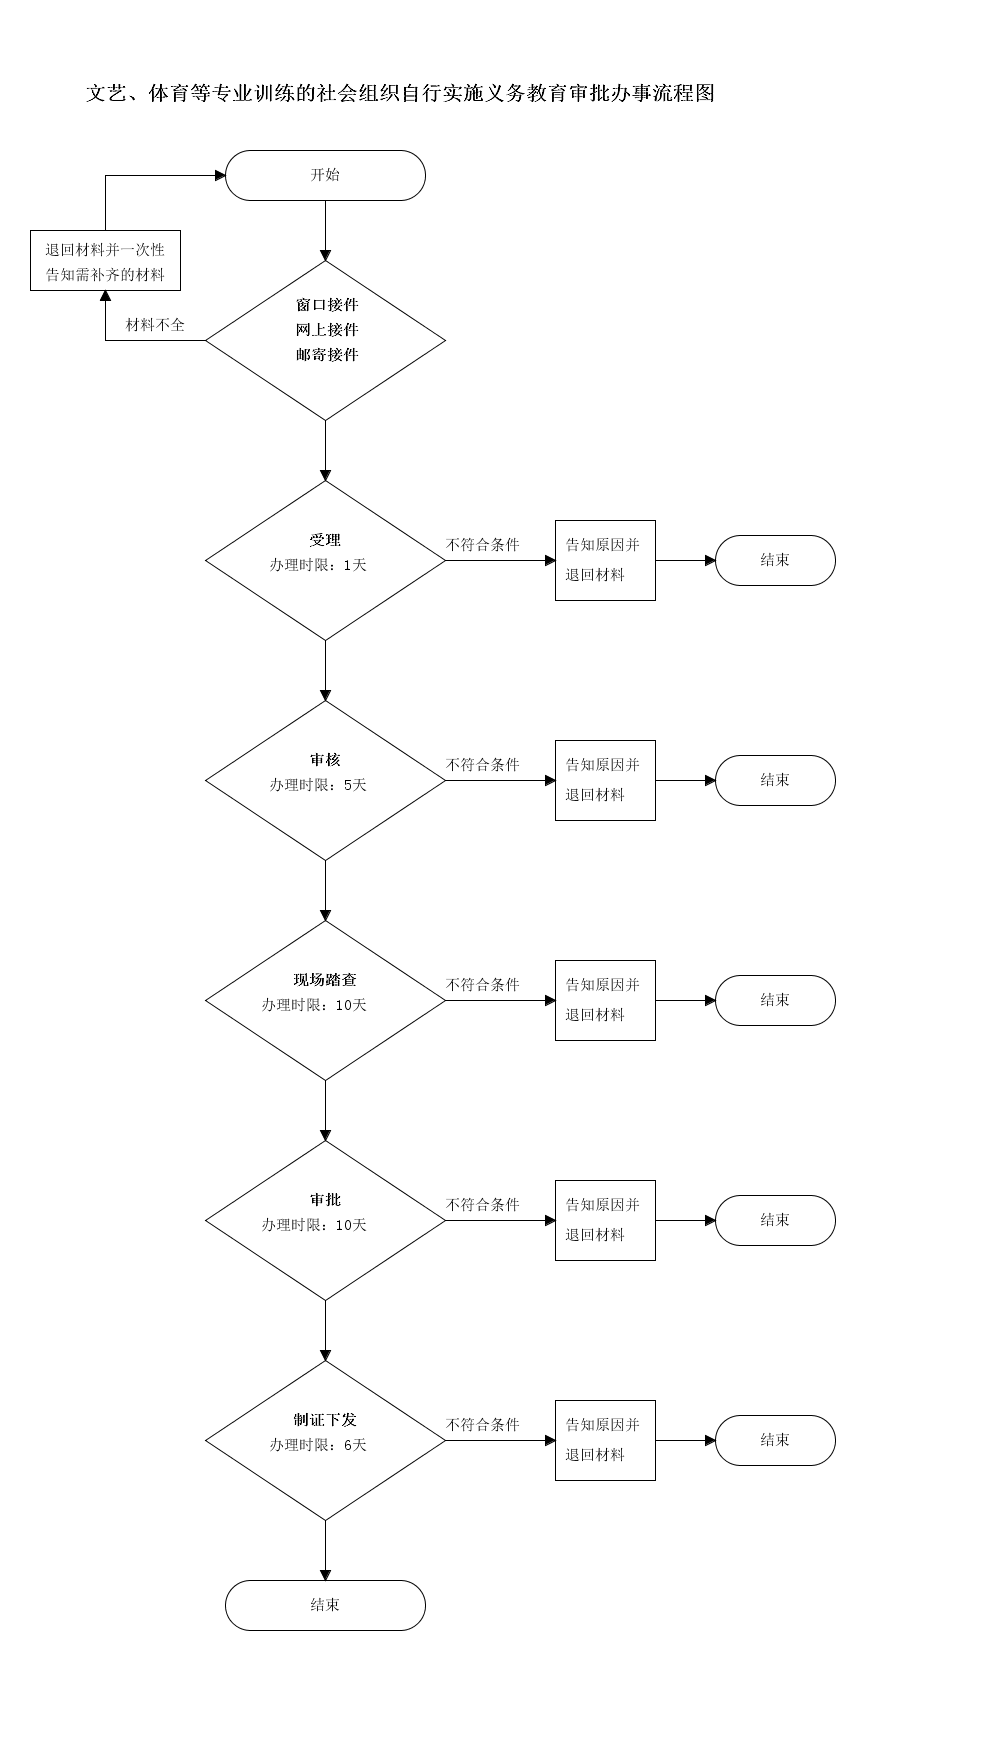 文艺、体育等专业训练的社会组织自行实施义务教育审批办事流程图
开始
退回材料并一次性
告知需补齐的材料
材料不全
窗口接件
网上接件
邮寄接件
受理
办理时限：1天
不符合条件
告知原因并
退回材料
结束
审核
办理时限：5天
不符合条件
告知原因并
退回材料
结束
现场踏查
办理时限：10天
不符合条件
告知原因并
退回材料
结束
审批
办理时限：10天
不符合条件
告知原因并
退回材料
结束
制证下发
办理时限：6天
不符合条件
告知原因并
退回材料
结束
结束